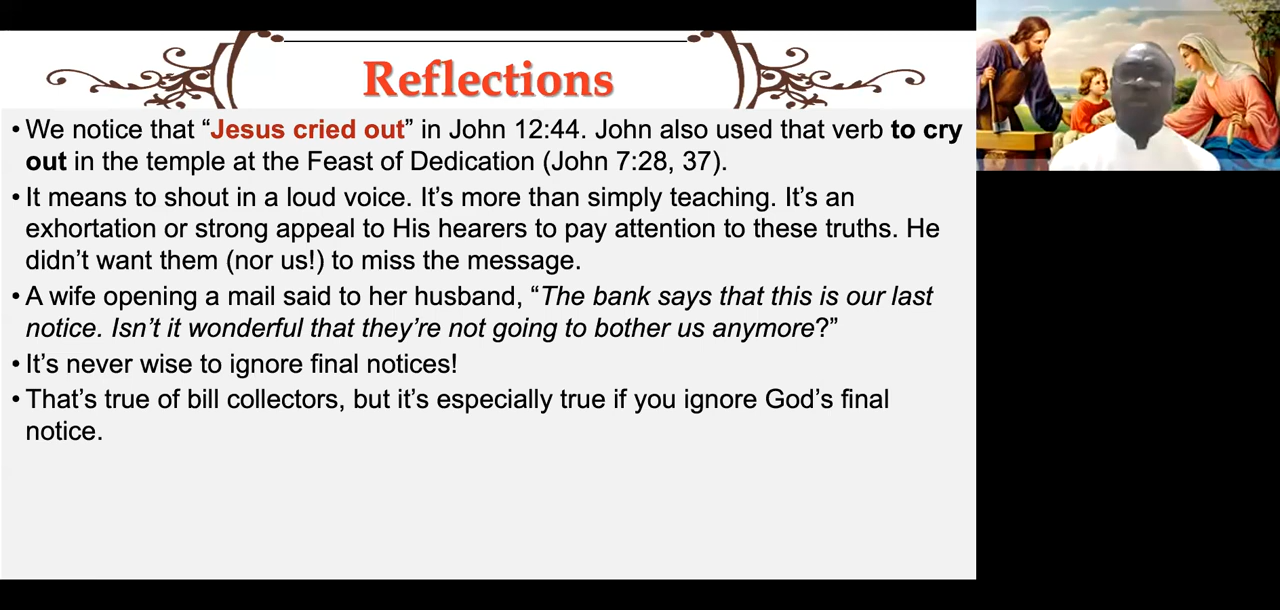 Reflections
• We notice that “Jesus cried out” in John 12:44. John also used that verb to cry
out in the temple at the Feast of Dedication (John 7:28, 37).
• It means to shout in a loud voice. It’s more than simply teaching. It’s an
exhortation or strong appeal to His hearers to pay attention to these truths. He
didn’t want them (nor us!) to miss the message.
• A wife opening a mail said to her husband, “The bank says that this is our last
notice. Isn’t it wonderful that they’re not going to bother us anymore?”
• It’s never wise to ignore final notices!
• That’s true of bill collectors, but it’s especially true if you ignore God’s final
notice.